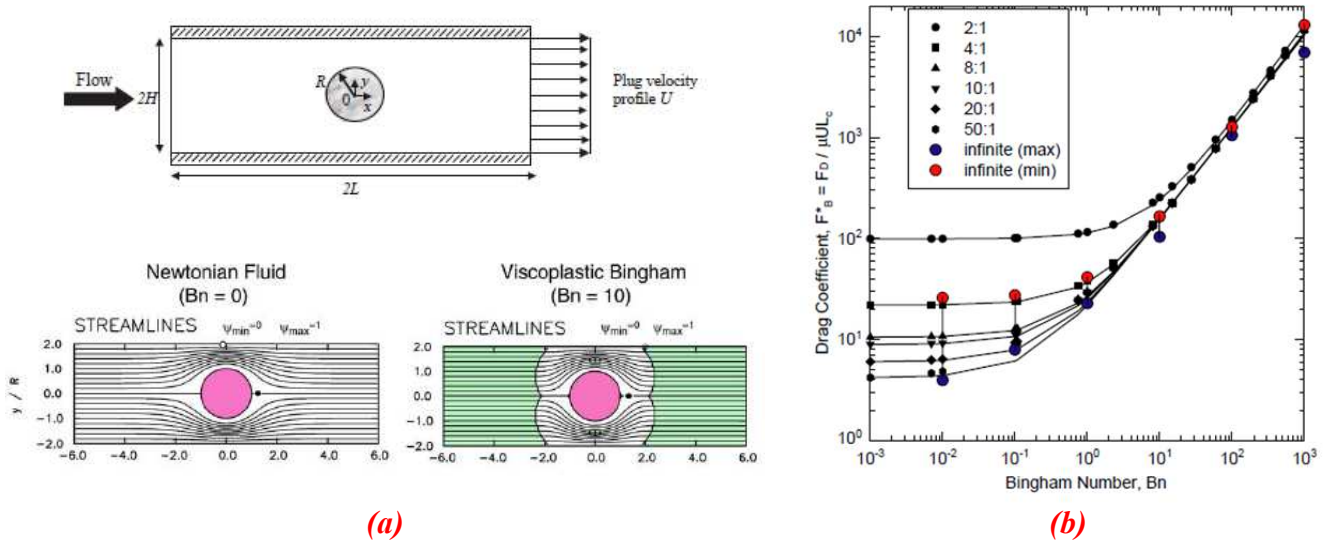 Flow
2H
R
y
0
x
Plug velocity
profile U
2L
Newtonian Fluid
(Bn = 0)
STREAMLINES ψmin=0 ψmax=1
y / R
2.0
1.0
0.0
-1.0
-2.0
-6.0 -4.0 -2.0 0.0 2.0 4.0 6.0
Viscoplastic Bingham
(Bn = 10)
STREAMLINES ψmin=0 ψmax=1
2.0
1.0
0.0
-1.0
-2.0
-6.0 -4.0 -2.0 0.0 2.0 4.0 6.0
(a)
Drag Coefficient, F*B = FD / μULc
10⁴
10³
10²
10¹
10⁰
2:1
4:1
8:1
10:1
20:1
50:1
infinite (max)
infinite (min)
10⁻³ 10⁻² 10⁻¹ 10⁰ 10¹ 10² 10³
Bingham Number, Bn
(b)